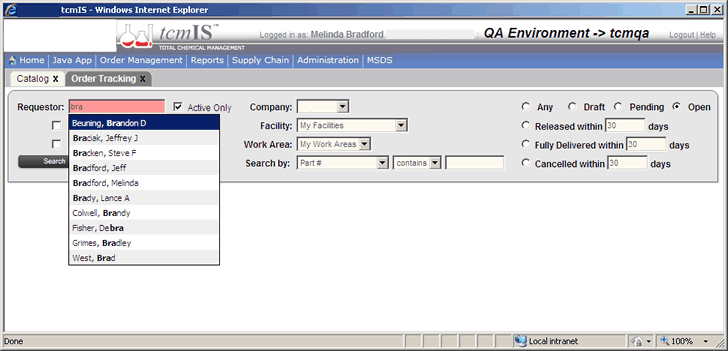 tcmIS - Windows Internet Explorer
tcmIS™
TOTAL CHEMICAL MANAGEMENT
Logged in as: Melinda Bradford
QA Environment -> tcmqa
Logout | Help
Home | Java App | Order Management | Reports | Supply Chain | Administration | MSDS
Catalog x Order Tracking x
Requestor: bra Active Only Company: Any Draft Pending Open
Beuning, Brandon D
Braciak, Jeffrey J
Bracken, Steve F
Bradford, Jeff
Bradford, Melinda
Brady, Lance A
Colwell, Brandy
Fisher, Debra
Grimes, Bradley
West, Brad
Facility: My Facilities Released within 30 days
Work Area: My Work Areas Fully Delivered within 30 days
Search Search by: Part # contains Cancelled within 30 days
Done Local intranet 100%